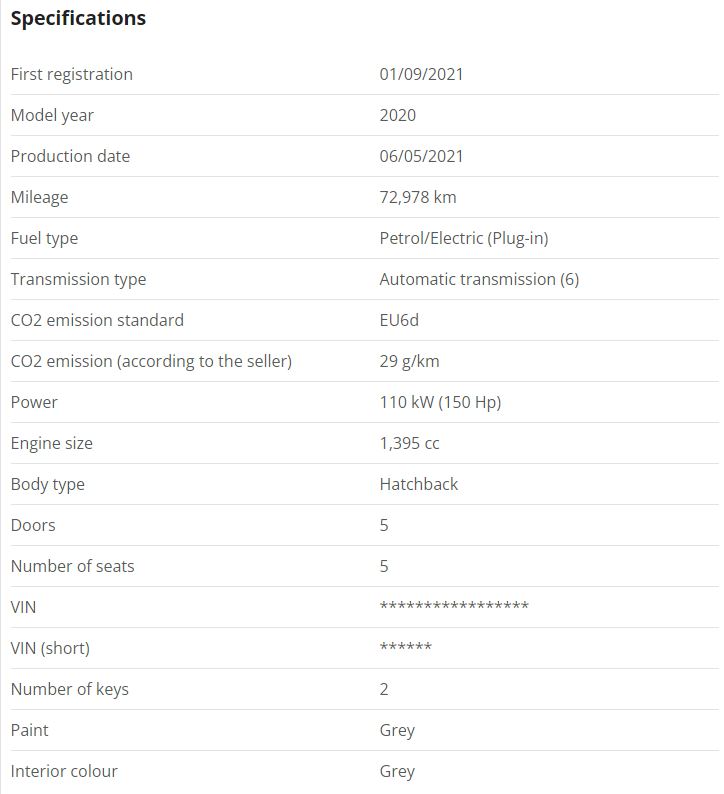 Specifications
First registration 01/09/2021
Model year 2020
Production date 06/05/2021
Mileage 72,978 km
Fuel type Petrol/Electric (Plug-in)
Transmission type Automatic transmission (6)
CO2 emission standard EU6d
CO2 emission (according to the seller) 29 g/km
Power 110 kW (150 Hp)
Engine size 1,395 cc
Body type Hatchback
Doors 5
Number of seats 5
VIN *****************
VIN (short) ******
Number of keys 2
Paint Grey
Interior colour Grey